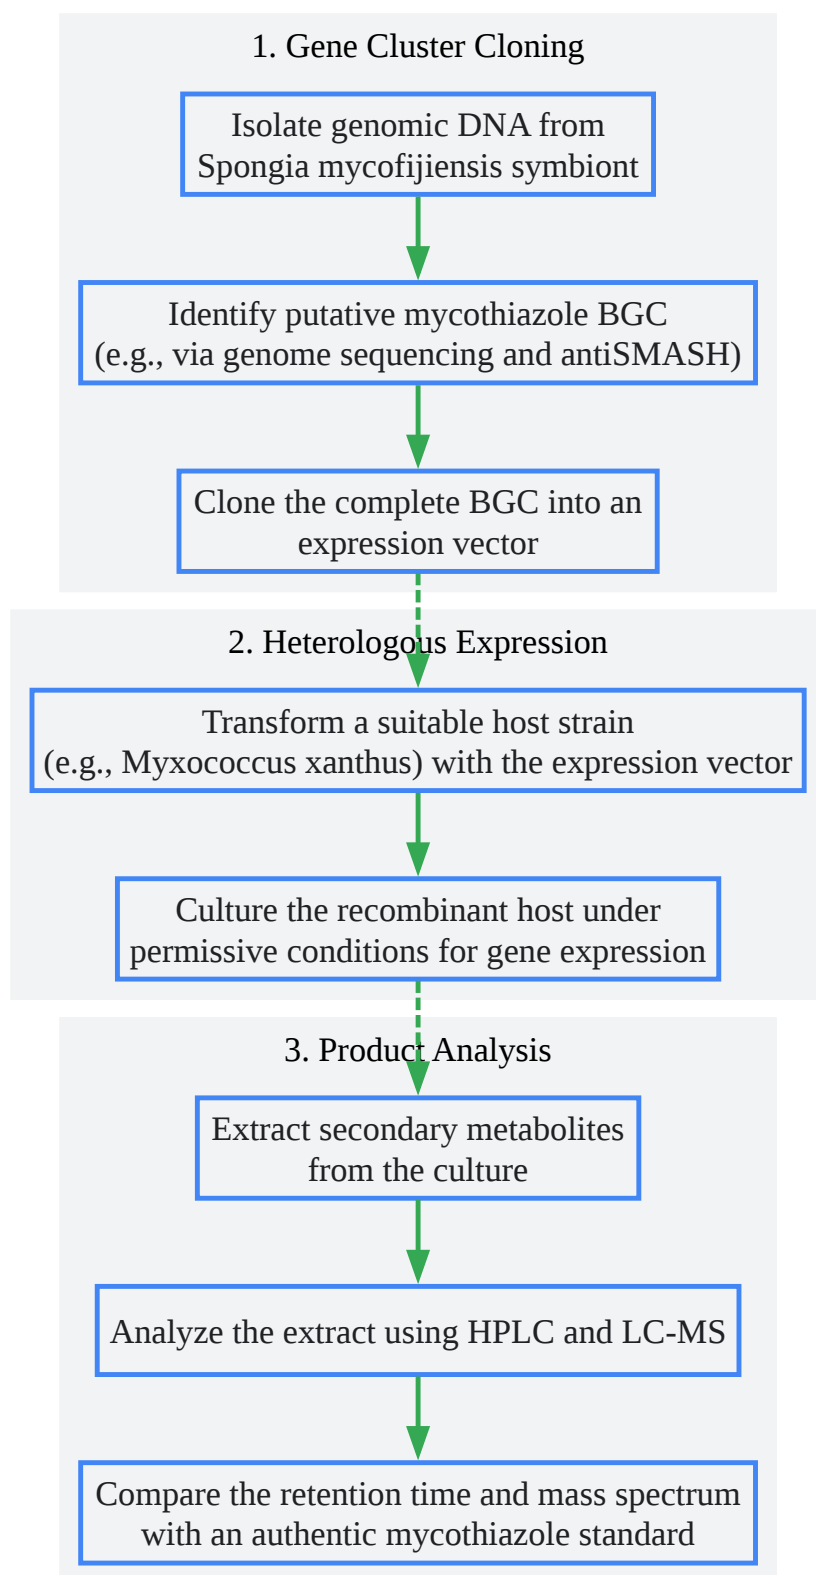 1. Gene Cluster Cloning
Isolate genomic DNA from
Spongia mycofijiensis symbiont
Identify putative mycothiazole BGC
(e.g., via genome sequencing and antiSMASH)
Clone the complete BGC into an
expression vector
2. Heterologous Expression
Transform a suitable host strain
(e.g., Myxococcus xanthus) with the expression vector
Culture the recombinant host under
permissive conditions for gene expression
3. Product Analysis
Extract secondary metabolites
from the culture
Analyze the extract using HPLC and LC-MS
Compare the retention time and mass spectrum
with an authentic mycothiazole standard